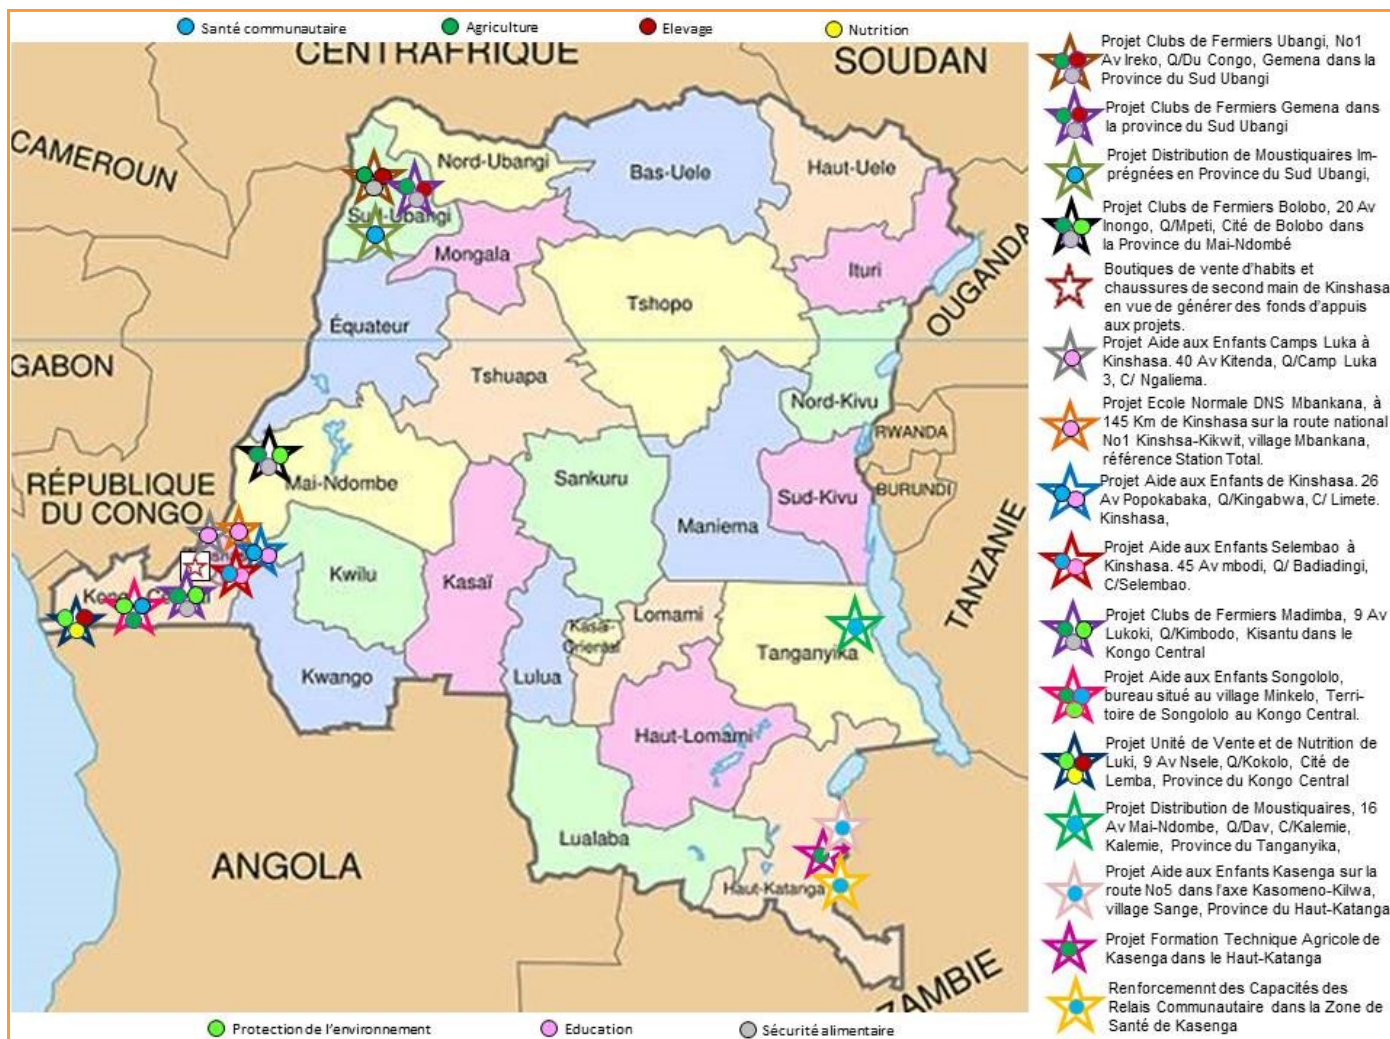 Santé communautaire
Agriculture
Elevage
Nutrition
CENTRAFRIQUE
SOUDAN
CAMEROUN
Nord-Ubangi
Bas-Uele
Haut-Uele
Sud-Ubangi
Mongala
Ituri
OUGANDA
Tshopo
Équateur
GABON
Tshuapa
Nord-Kivu
RWANDA
RÉPUBLIQUE
DU CONGO
Mai-Ndombe
Sankuru
Sud-Kivu
BURUNDI
Maniema
TANZANIE
Kwilu
Kasaï
Lomami
Kasaï-
Oriental
Tanganyika
Kwango
Lulua
Haut-Lomami
Lualaba
ANGOLA
Haut-Katanga
ZAMBIE
Protection de l'environnement
Education
Sécurité alimentaire
Projet Clubs de Fermiers Ubangi, No1
Av Ireko, Q/Du Congo, Gemena dans la
Province du Sud Ubangi
Projet Clubs de Fermiers Gemena dans
la province du Sud Ubangi
Projet Distribution de Moustiquaires Im-
prégnées en Province du Sud Ubangi,
Projet Clubs de Fermiers Bolobo, 20 Av
Inongo, Q/Mpeti, Cité de Bolobo dans
la Province du Mai-Ndombé
Boutiques de vente d'habits et
chaussures de second main de Kinshasa
en vue de générer des fonds d'appuis
aux projets.
Projet Aide aux Enfants Camps Luka à
Kinshasa. 40 Av Kitenda, Q/Camp Luka
3, C/ Ngaliema.
Projet Ecole Normale DNS Mbankana, à
145 Km de Kinshasa sur la route national
No1 Kinshsa-Kikwit, village Mbankana,
référence Station Total.
Projet Aide aux Enfants de Kinshasa. 26
Av Popokabaka, Q/Kingabwa, C/ Limete.
Kinshasa,
Projet Aide aux Enfants Selembao à
Kinshasa. 45 Av mbodi, Q/ Badiadingi,
C/Selembao.
Projet Clubs de Fermiers Madimba, 9 Av
Lukoki, Q/Kimbodo, Kisantu dans le
Kongo Central
Projet Aide aux Enfants Songololo,
bureau situé au village Minkelo, Terri-
toire de Songololo au Kongo Central.
Projet Unité de Vente et de Nutrition de
Luki, 9 Av Nsele, Q/Kokolo, Cité de
Lemba, Province du Kongo Central
Projet Distribution de Moustiquaires, 16
Av Mai-Ndombe, Q/Dav, C/Kalemie,
Kalemie, Province du Tanganyika,
Projet Aide aux Enfants Kasenga sur la
route No5 dans l'axe Kasomeno-Kilwa,
village Sange, Province du Haut-Katanga
Projet Formation Technique Agricole de
Kasenga dans le Haut-Katanga
Renforcemennt des Capacités des
Relais Communautaire dans la Zone de
Santé de Kasenga